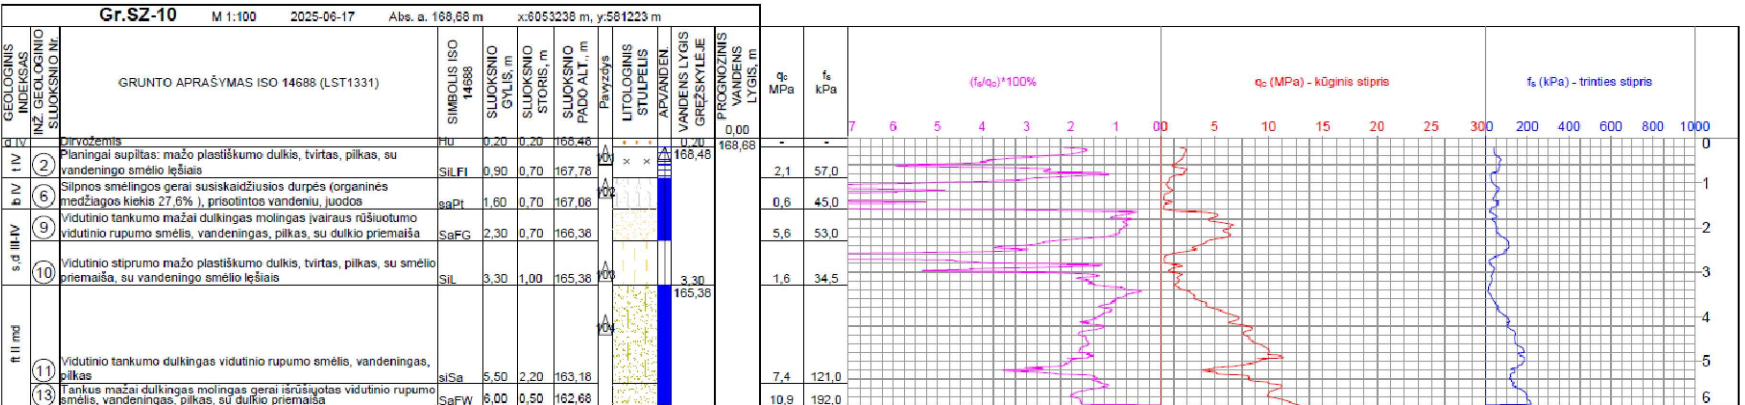 Gr.SZ-10 M 1:100 2025-06-17 Abs. a. 168,68 m x:6053238 m, y:581223 m
GEOLOGINIS INDEKSAS
INŽ. GEOLOGINIO SLUOKSNIO Nr.
GRUNTO APRAŠYMAS ISO 14688 (LST1331)
SIMBOLIS ISO 14688
SLUOKSNIO GYLIS, m
SLUOKSNIO STORIS, m
SLUOKSNIO PADO ALT., m
Pavyzdys
LITOLOGINIS STULPELIS
APVANDEN.
VANDENS LYGIS GRĘŽSKYLĖJE
PROGNOZINIS VANDENS LYGIS, m
0,00
168,68
qc MPa
fs kPa
(fs/qc)*100%
qc (MPa) - kūginis stipris
fs (kPa) - trinties stipris
7 6 5 4 3 2 1 0
0 5 10 15 20 25 30
0 200 400 600 800 1000
d IV Dirvožemis Hu 0,20 0,20 168,48 0,20 - -
168,48
t IV 2 Planingai supiltas: mažo plastiškumo dulkis, tvirtas, pilkas, su
vandeningo smėlio lęšiais SiLFI 0,90 0,70 167,78 2,1 57,0
b IV 6 Silpnos smėlingos gerai susiskaidžiusios durpės (organinės
medžiagos kiekis 27,6% ), prisotintos vandeniu, juodos saPt 1,60 0,70 167,08 0,6 45,0
s,d III-IV 9 Vidutinio tankumo mažai dulkingas molingas įvairaus rūšiuotumo
vidutinio rupumo smėlis, vandeningas, pilkas, su dulkio priemaiša SaFG 2,30 0,70 166,38 5,6 53,0
10 Vidutinio stiprumo mažo plastiškumo dulkis, tvirtas, pilkas, su smėlio
priemaiša, su vandeningo smėlio lęšiais SiL 3,30 1,00 165,38 3,30 1,6 34,5
165,38
ft II md 11 Vidutinio tankumo dulkingas vidutinio rupumo smėlis, vandeningas,
pilkas siSa 5,50 2,20 163,18 7,4 121,0
13 Tankus mažai dulkingas molingas gerai išrūšiuotas vidutinio rupumo
smėlis, vandeningas, pilkas, su dulkio priemaiša SaFW 6,00 0,50 162,68 10,9 192,0
0
1
2
3
4
5
6